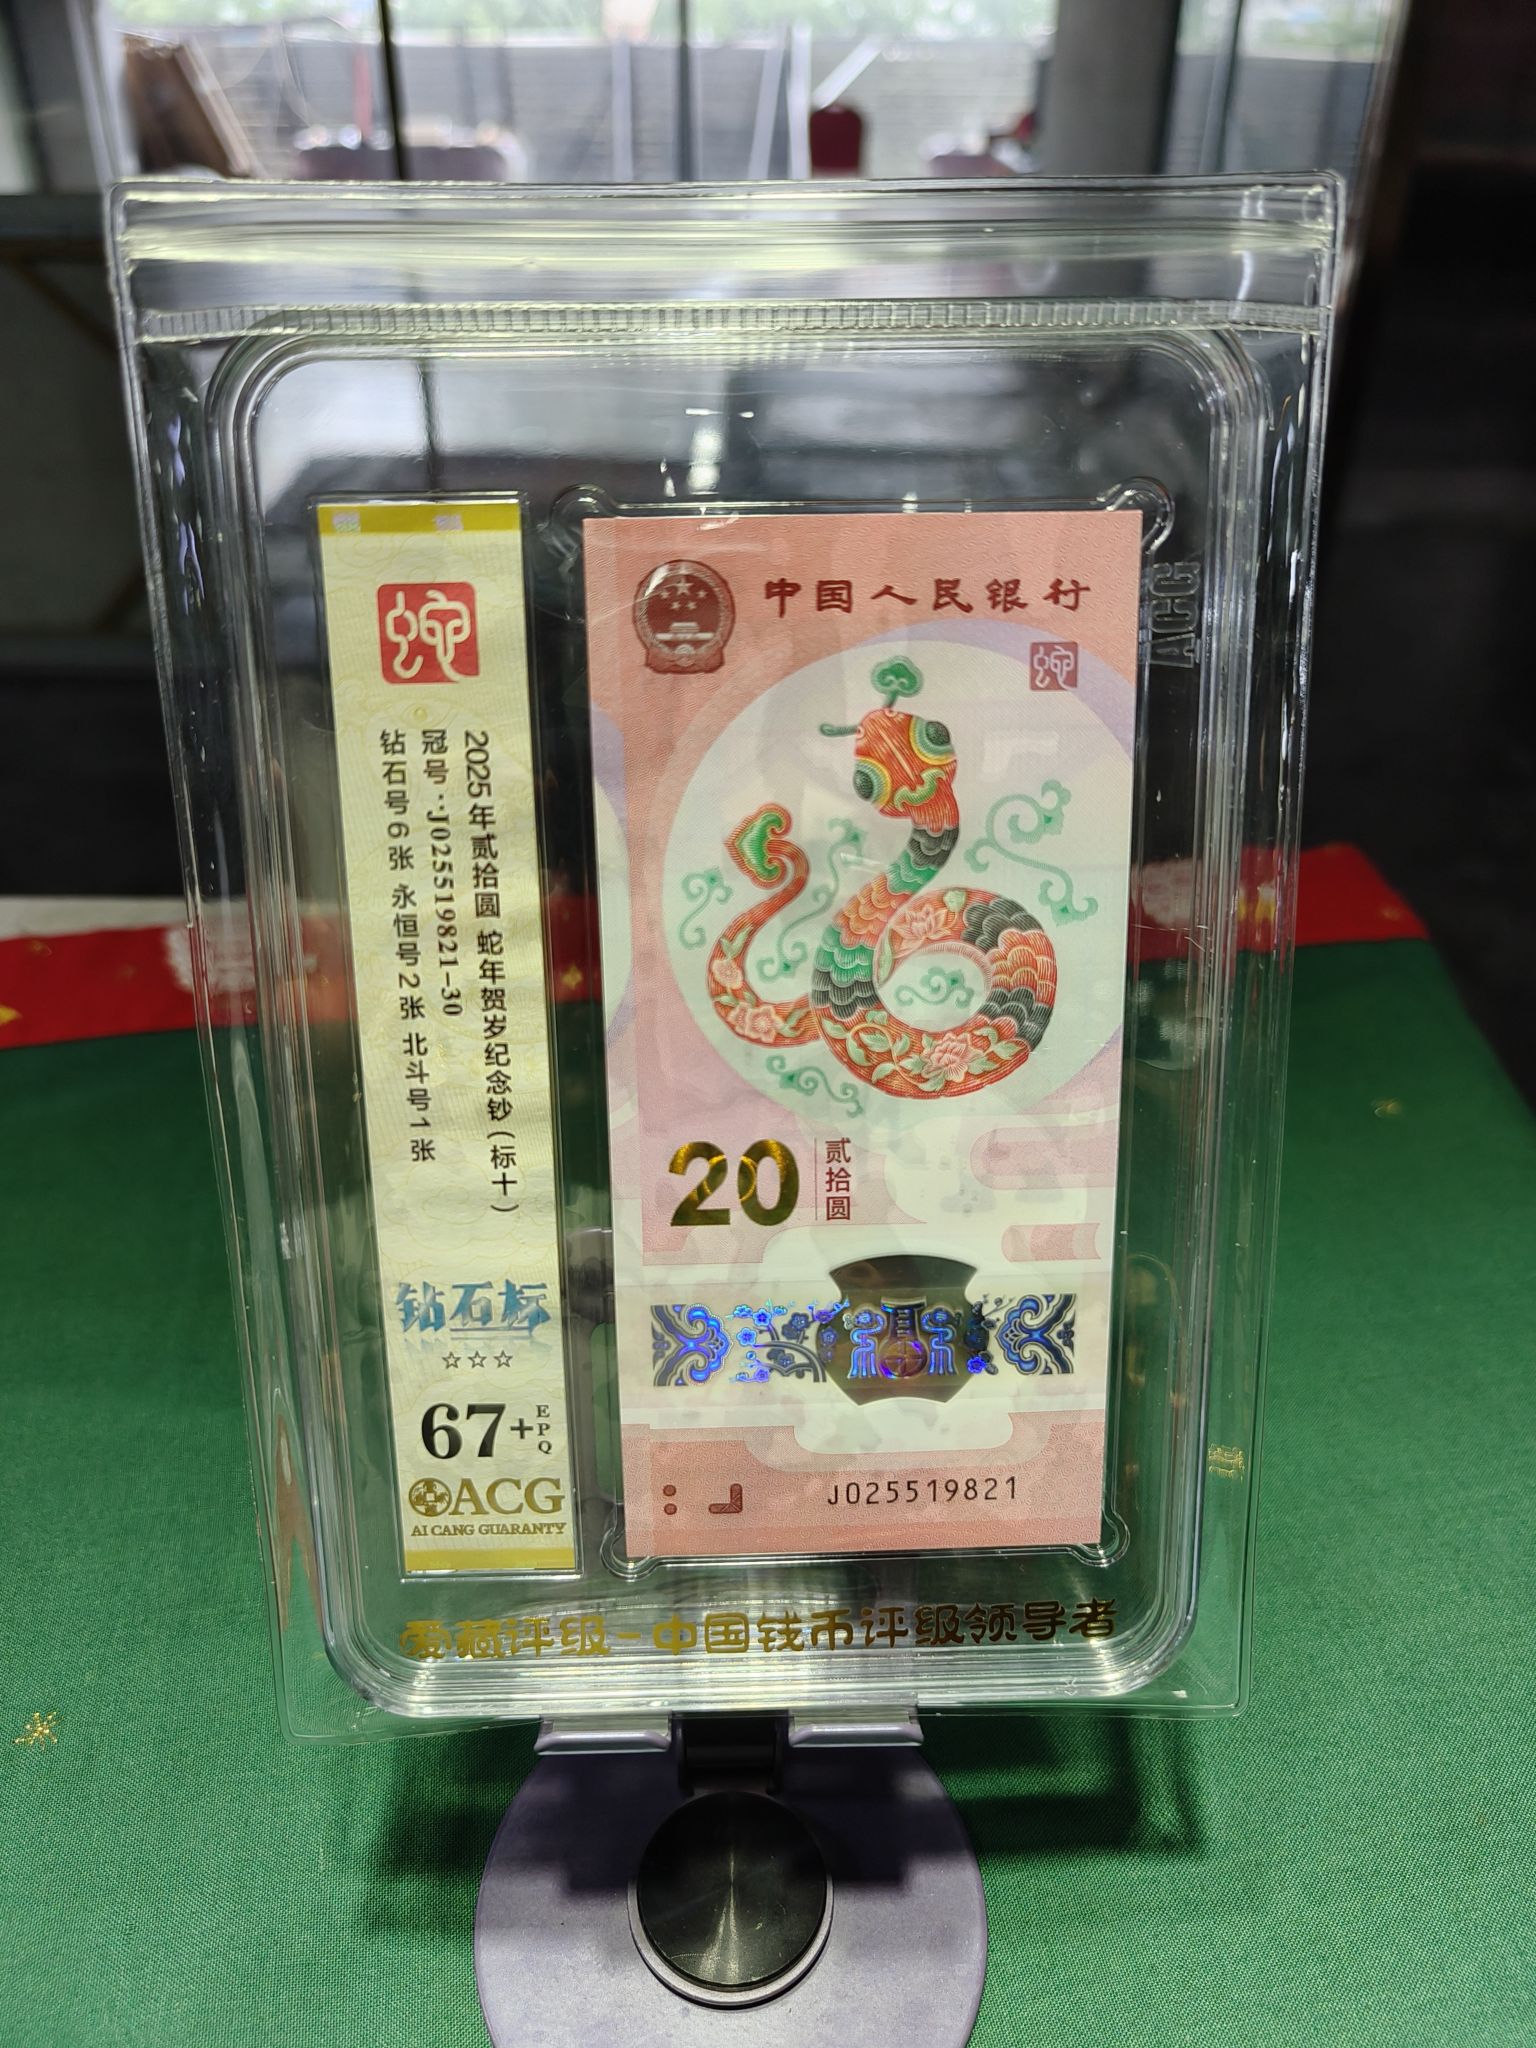 蛇
2025年贰拾圆 蛇年贺岁纪念钞(标十)
冠号:J025519821-30
钻石号6张 永恒号2张 北斗号1张
钻石标
☆☆☆
67+EPQ
ACG
AI CANG GUARANTY
中国人民银行
蛇
20
贰拾圆
福
J025519821
ACG
爱藏评级-中国钱币评级领导者